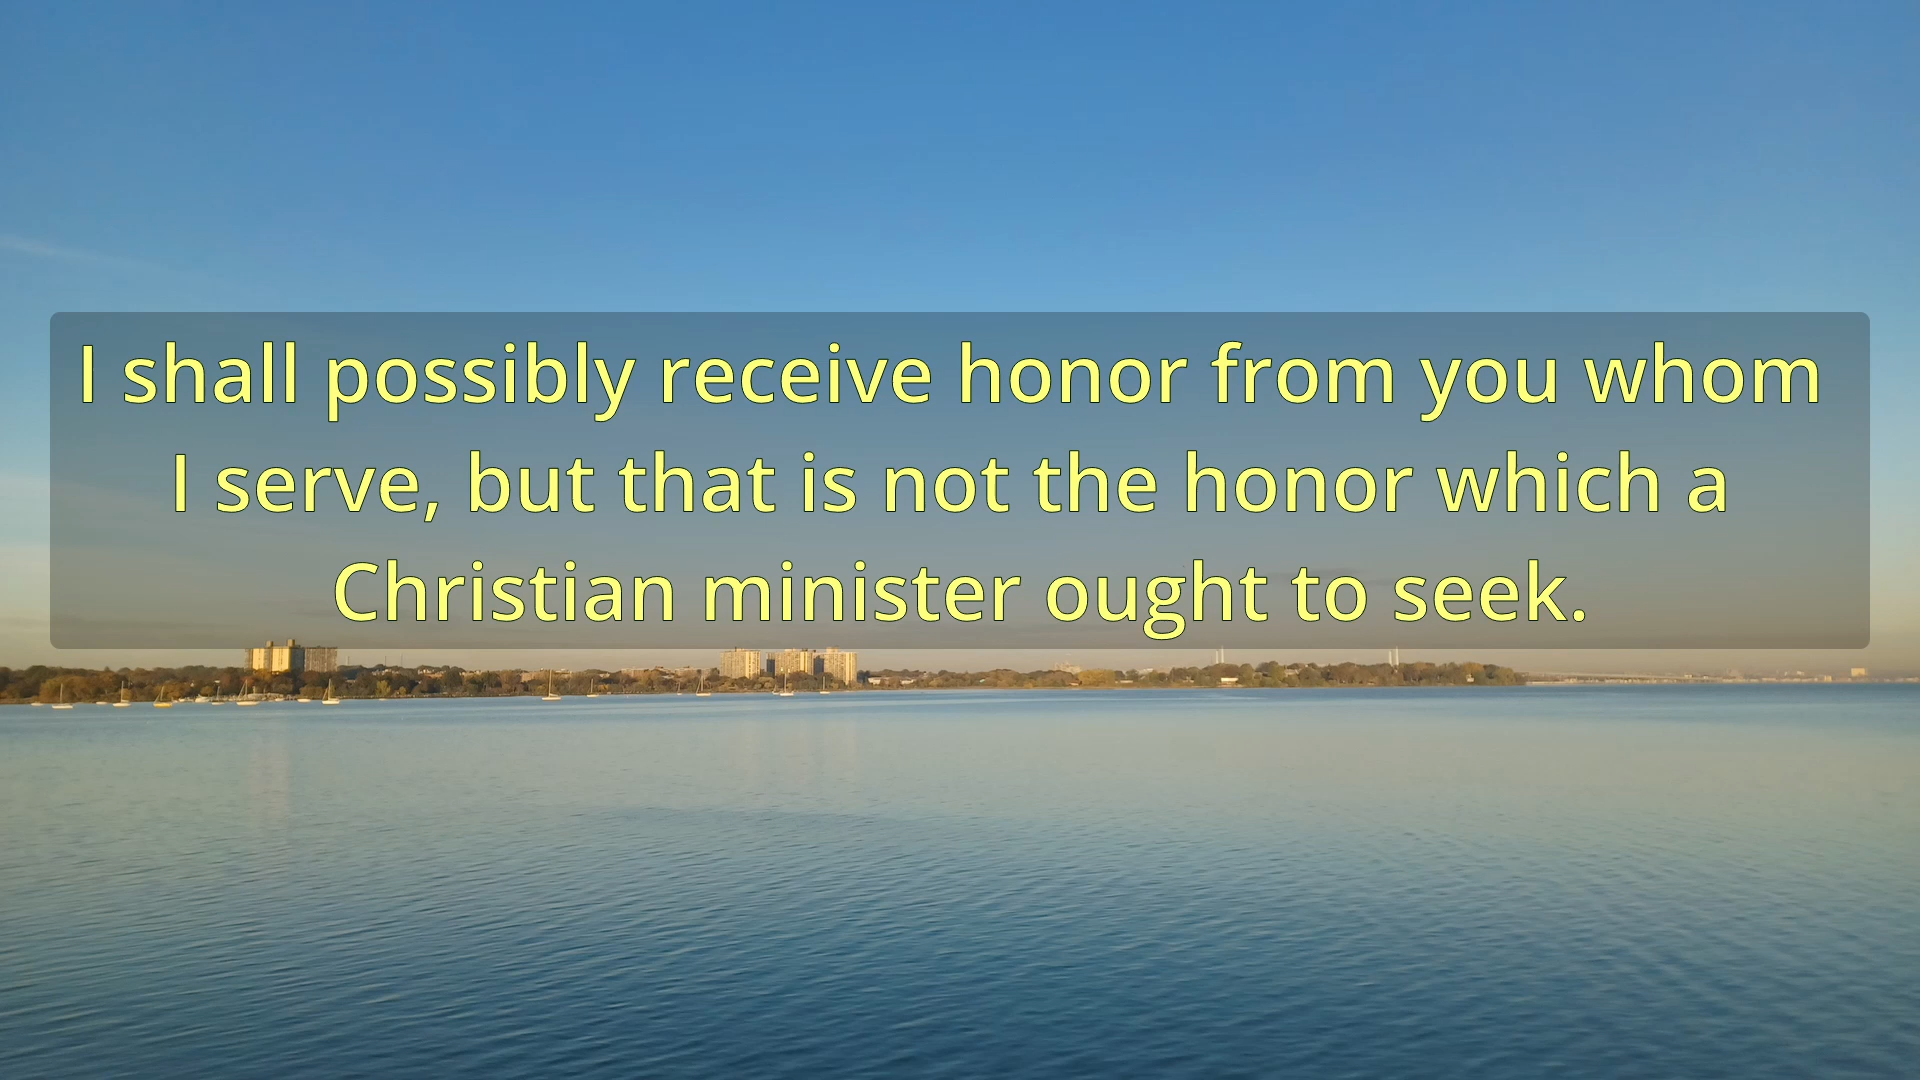 I shall possibly receive honor from you whom
I serve, but that is not the honor which a
Christian minister ought to seek.